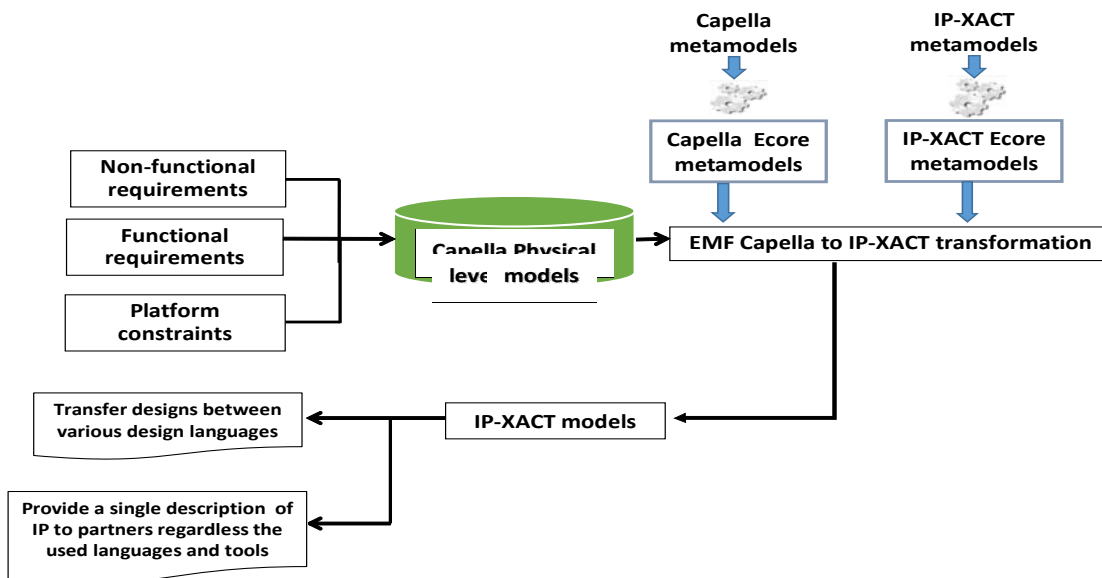 Capella
metamodels
IP-XACT
metamodels
Capella Ecore
metamodels
IP-XACT Ecore
metamodels
Non-functional
requirements
Functional
requirements
Platform
constraints
Capella Physical
level models
EMF Capella to IP-XACT transformation
IP-XACT models
Transfer designs between
various design languages
Provide a single description of
IP to partners regardless the
used languages and tools